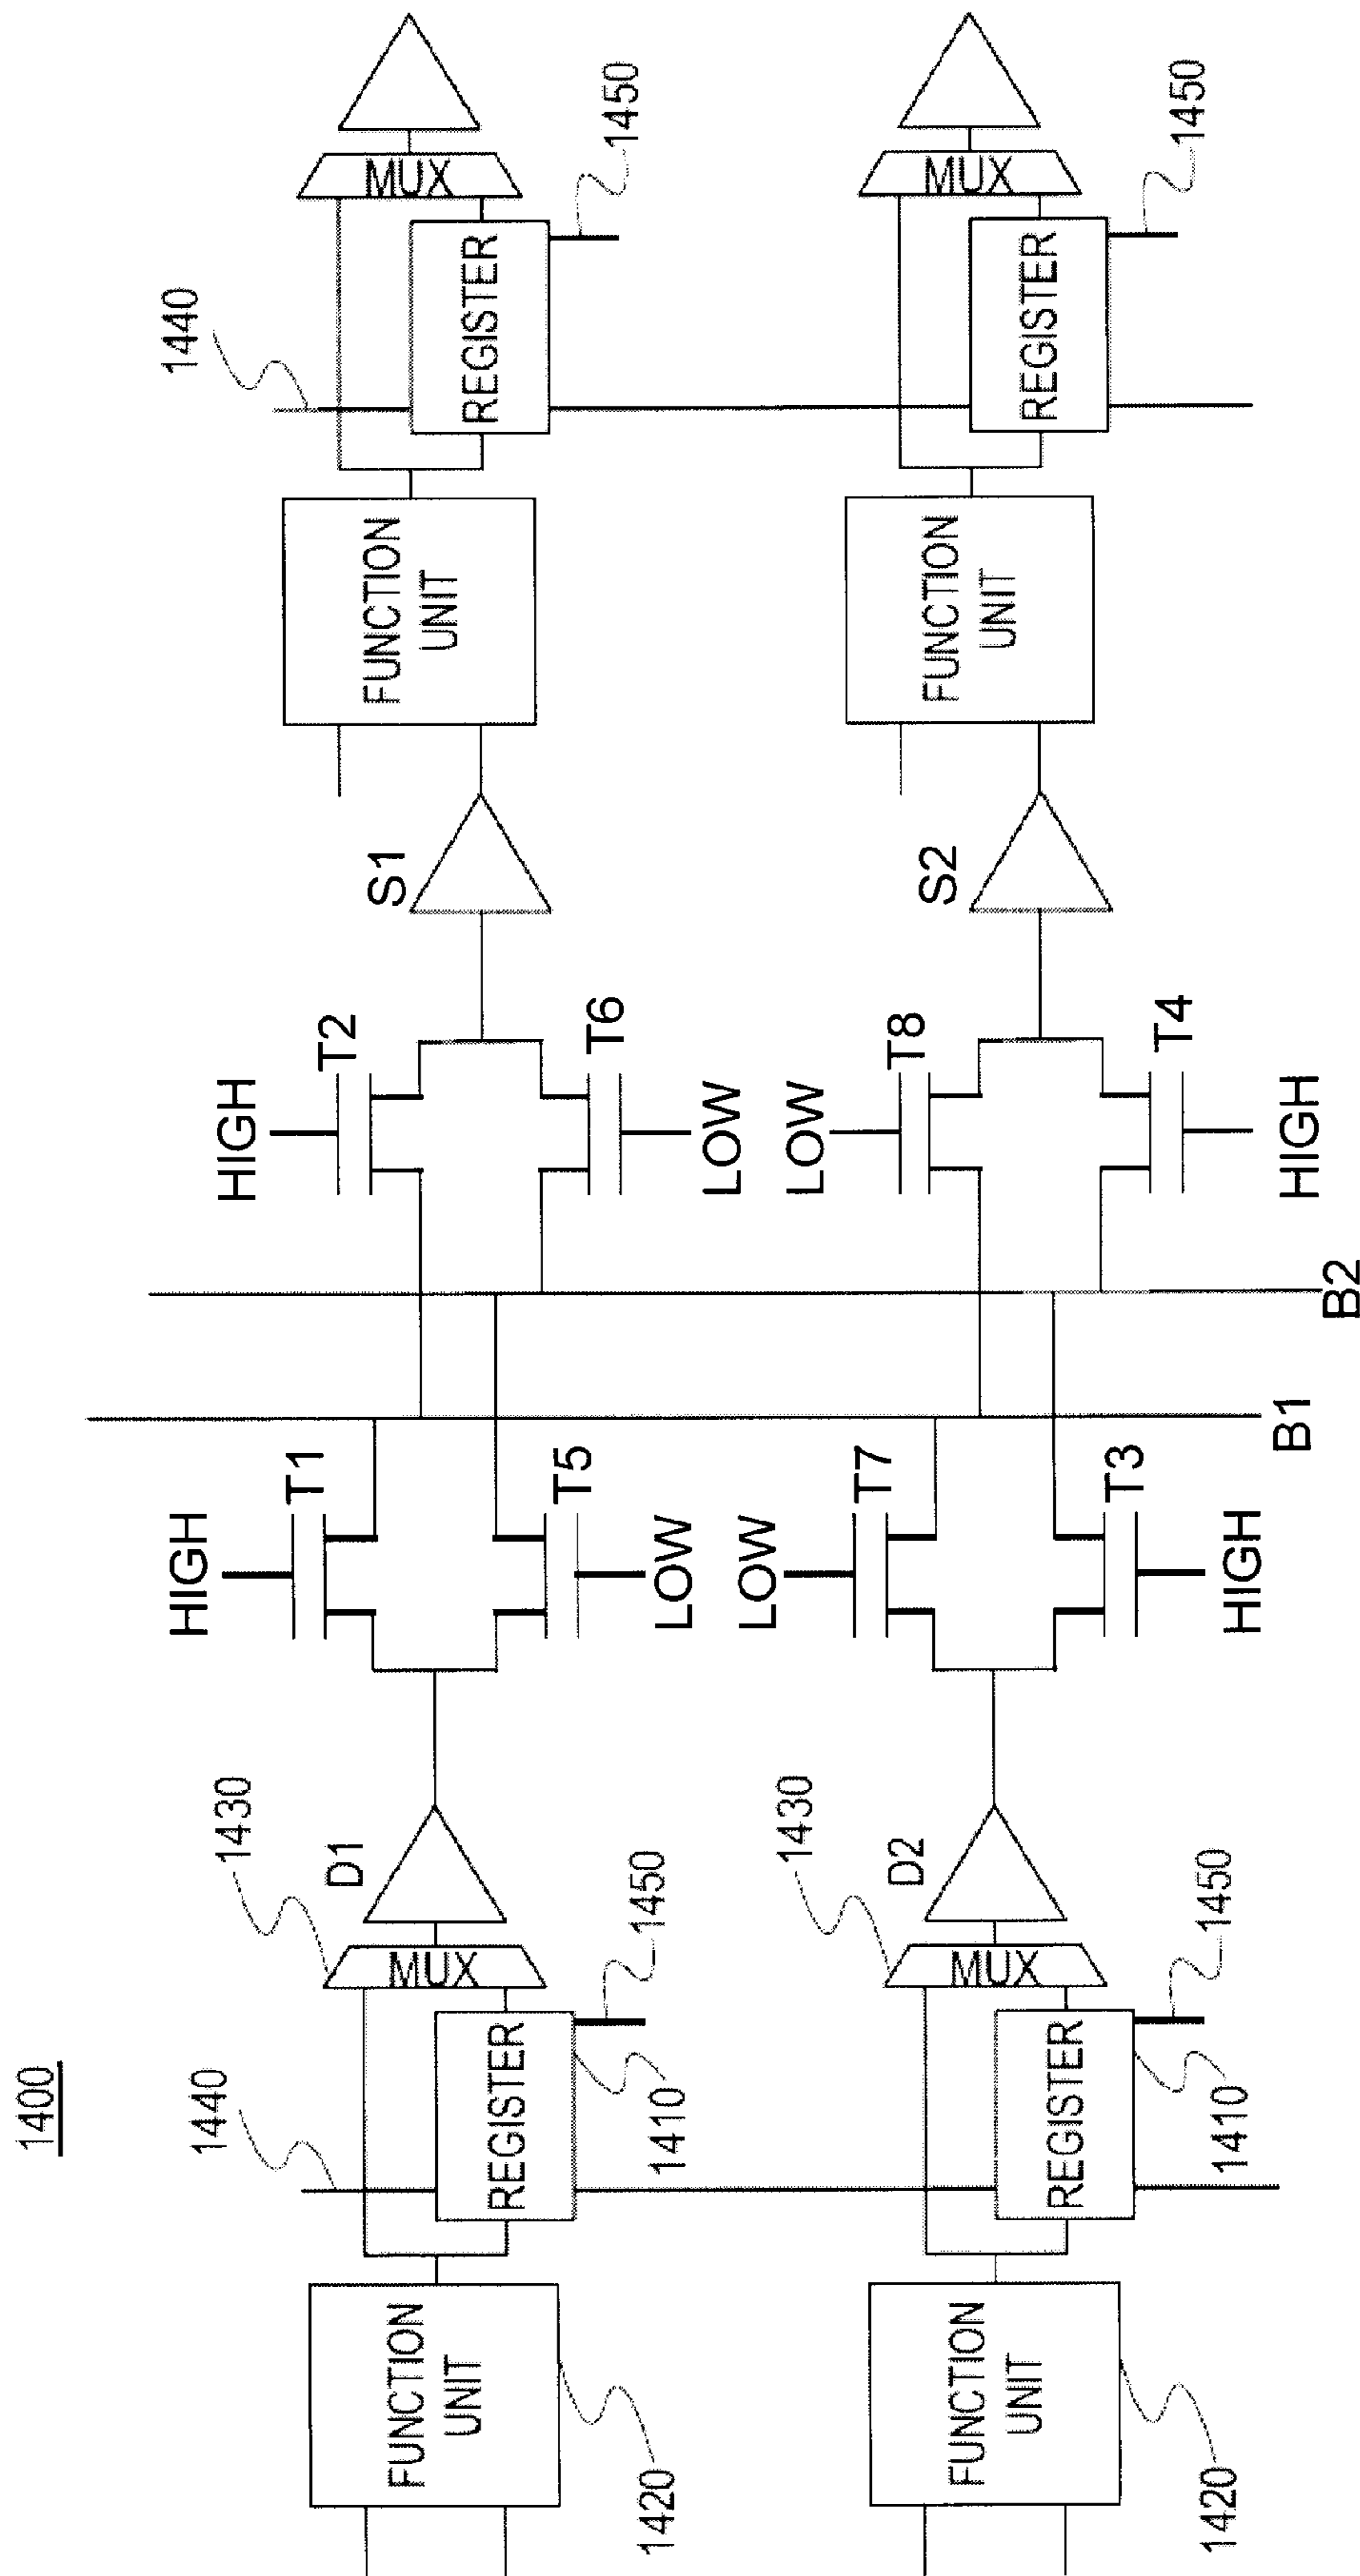 1400
1440
1430
D1
MUX
REGISTER
1450
1410
FUNCTION
UNIT
1420
HIGH
T1
T5
LOW
HIGH
T2
T6
LOW
S1
FUNCTION
UNIT
1440
REGISTER
MUX
1450
1430
D2
MUX
REGISTER
1450
1410
FUNCTION
UNIT
1420
LOW
T7
T3
HIGH
B1
B2
LOW
T8
T4
HIGH
S2
FUNCTION
UNIT
REGISTER
MUX
1450